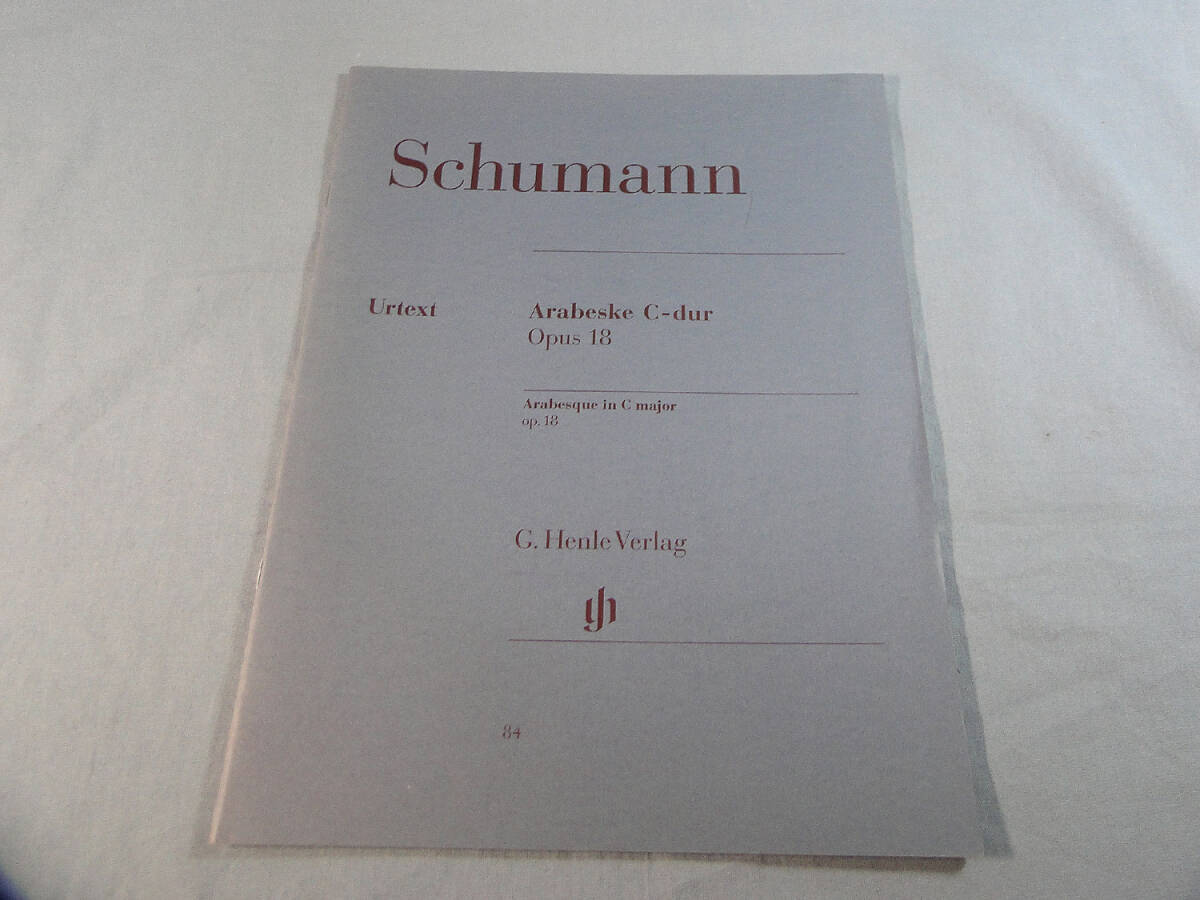 Schumann
Urtext
Arabeske C-dur
Opus 18
Arabesque in C major
op. 18
G. Henle Verlag
84